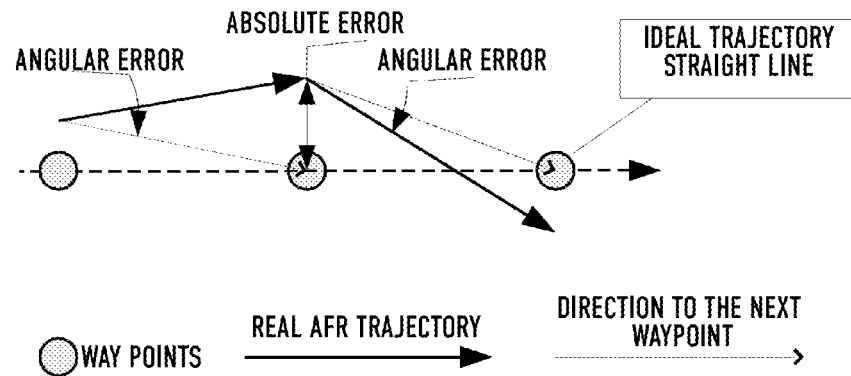 ABSOLUTE ERROR
ANGULAR ERROR
ANGULAR ERROR
IDEAL TRAJECTORY
STRAIGHT LINE
WAY POINTS
REAL AFR TRAJECTORY
DIRECTION TO THE NEXT
WAYPOINT